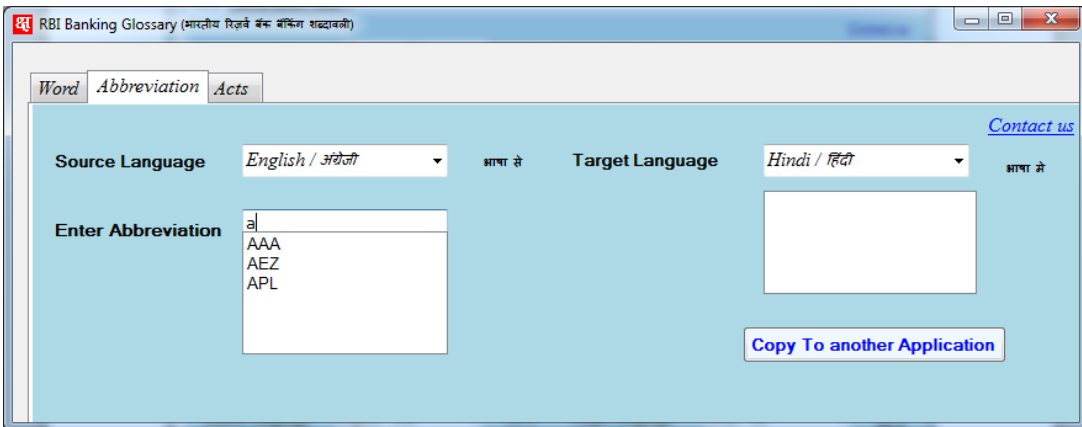 RBI Banking Glossary (भारतीय रिज़र्व बैंक बैंकिंग शब्दावली)
Word Abbreviation Acts
Contact us
Source Language English / अंग्रेजी भाषा से Target Language Hindi / हिंदी भाषा मे
Enter Abbreviation a
AAA
AEZ
APL
Copy To another Application